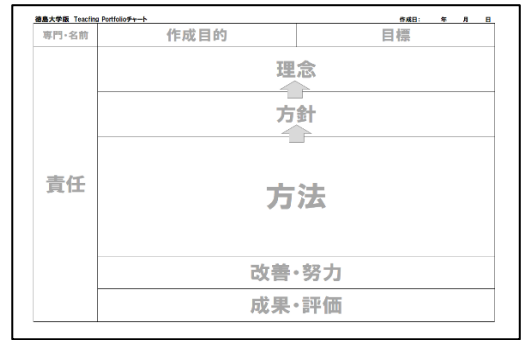 徳島大学版 Teacfing Portfolioチャート 作成日: 年 月 日
専門・名前 作成目的 目標
理念
方針
責任 方法
改善・努力
成果・評価